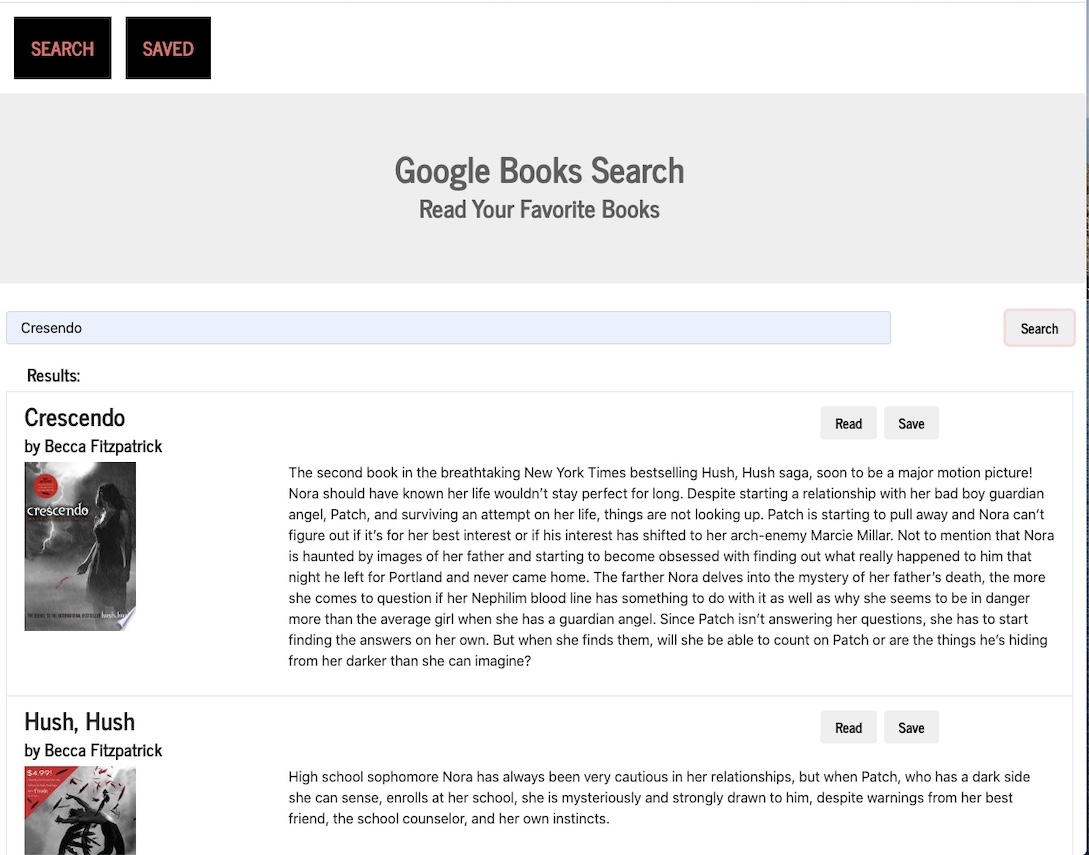 SEARCH SAVED
Google Books Search
Read Your Favorite Books
Cresendo Search
Results:
Crescendo Read Save
by Becca Fitzpatrick
crescendo
The second book in the breathtaking New York Times bestselling Hush, Hush saga, soon to be a major motion picture!
Nora should have known her life wouldn't stay perfect for long. Despite starting a relationship with her bad boy guardian
angel, Patch, and surviving an attempt on her life, things are not looking up. Patch is starting to pull away and Nora can't
figure out if it's for her best interest or if his interest has shifted to her arch-enemy Marcie Millar. Not to mention that Nora
is haunted by images of her father and starting to become obsessed with finding out what really happened to him that
night he left for Portland and never came home. The farther Nora delves into the mystery of her father's death, the more
she comes to question if her Nephilim blood line has something to do with it as well as why she seems to be in danger
more than the average girl when she has a guardian angel. Since Patch isn't answering her questions, she has to start
finding the answers on her own. But when she finds them, will she be able to count on Patch or are the things he's hiding
from her darker than she can imagine?
Hush, Hush Read Save
by Becca Fitzpatrick
$4.99!
High school sophomore Nora has always been very cautious in her relationships, but when Patch, who has a dark side
she can sense, enrolls at her school, she is mysteriously and strongly drawn to him, despite warnings from her best
friend, the school counselor, and her own instincts.